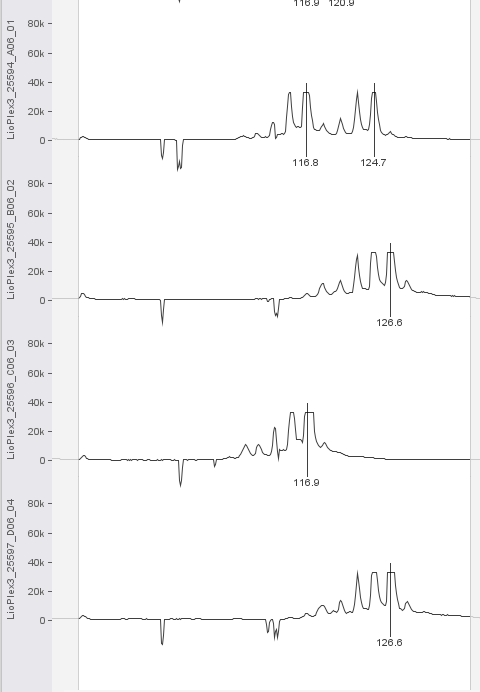 116.9 120.9
LioPlex3_25594_A06_01
80k
60k
40k
20k
0
116.8 124.7
LioPlex3_25595_B06_02
80k
60k
40k
20k
0
126.6
LioPlex3_25596_C06_03
80k
60k
40k
20k
0
116.9
LioPlex3_25597_D06_04
80k
60k
40k
20k
0
126.6